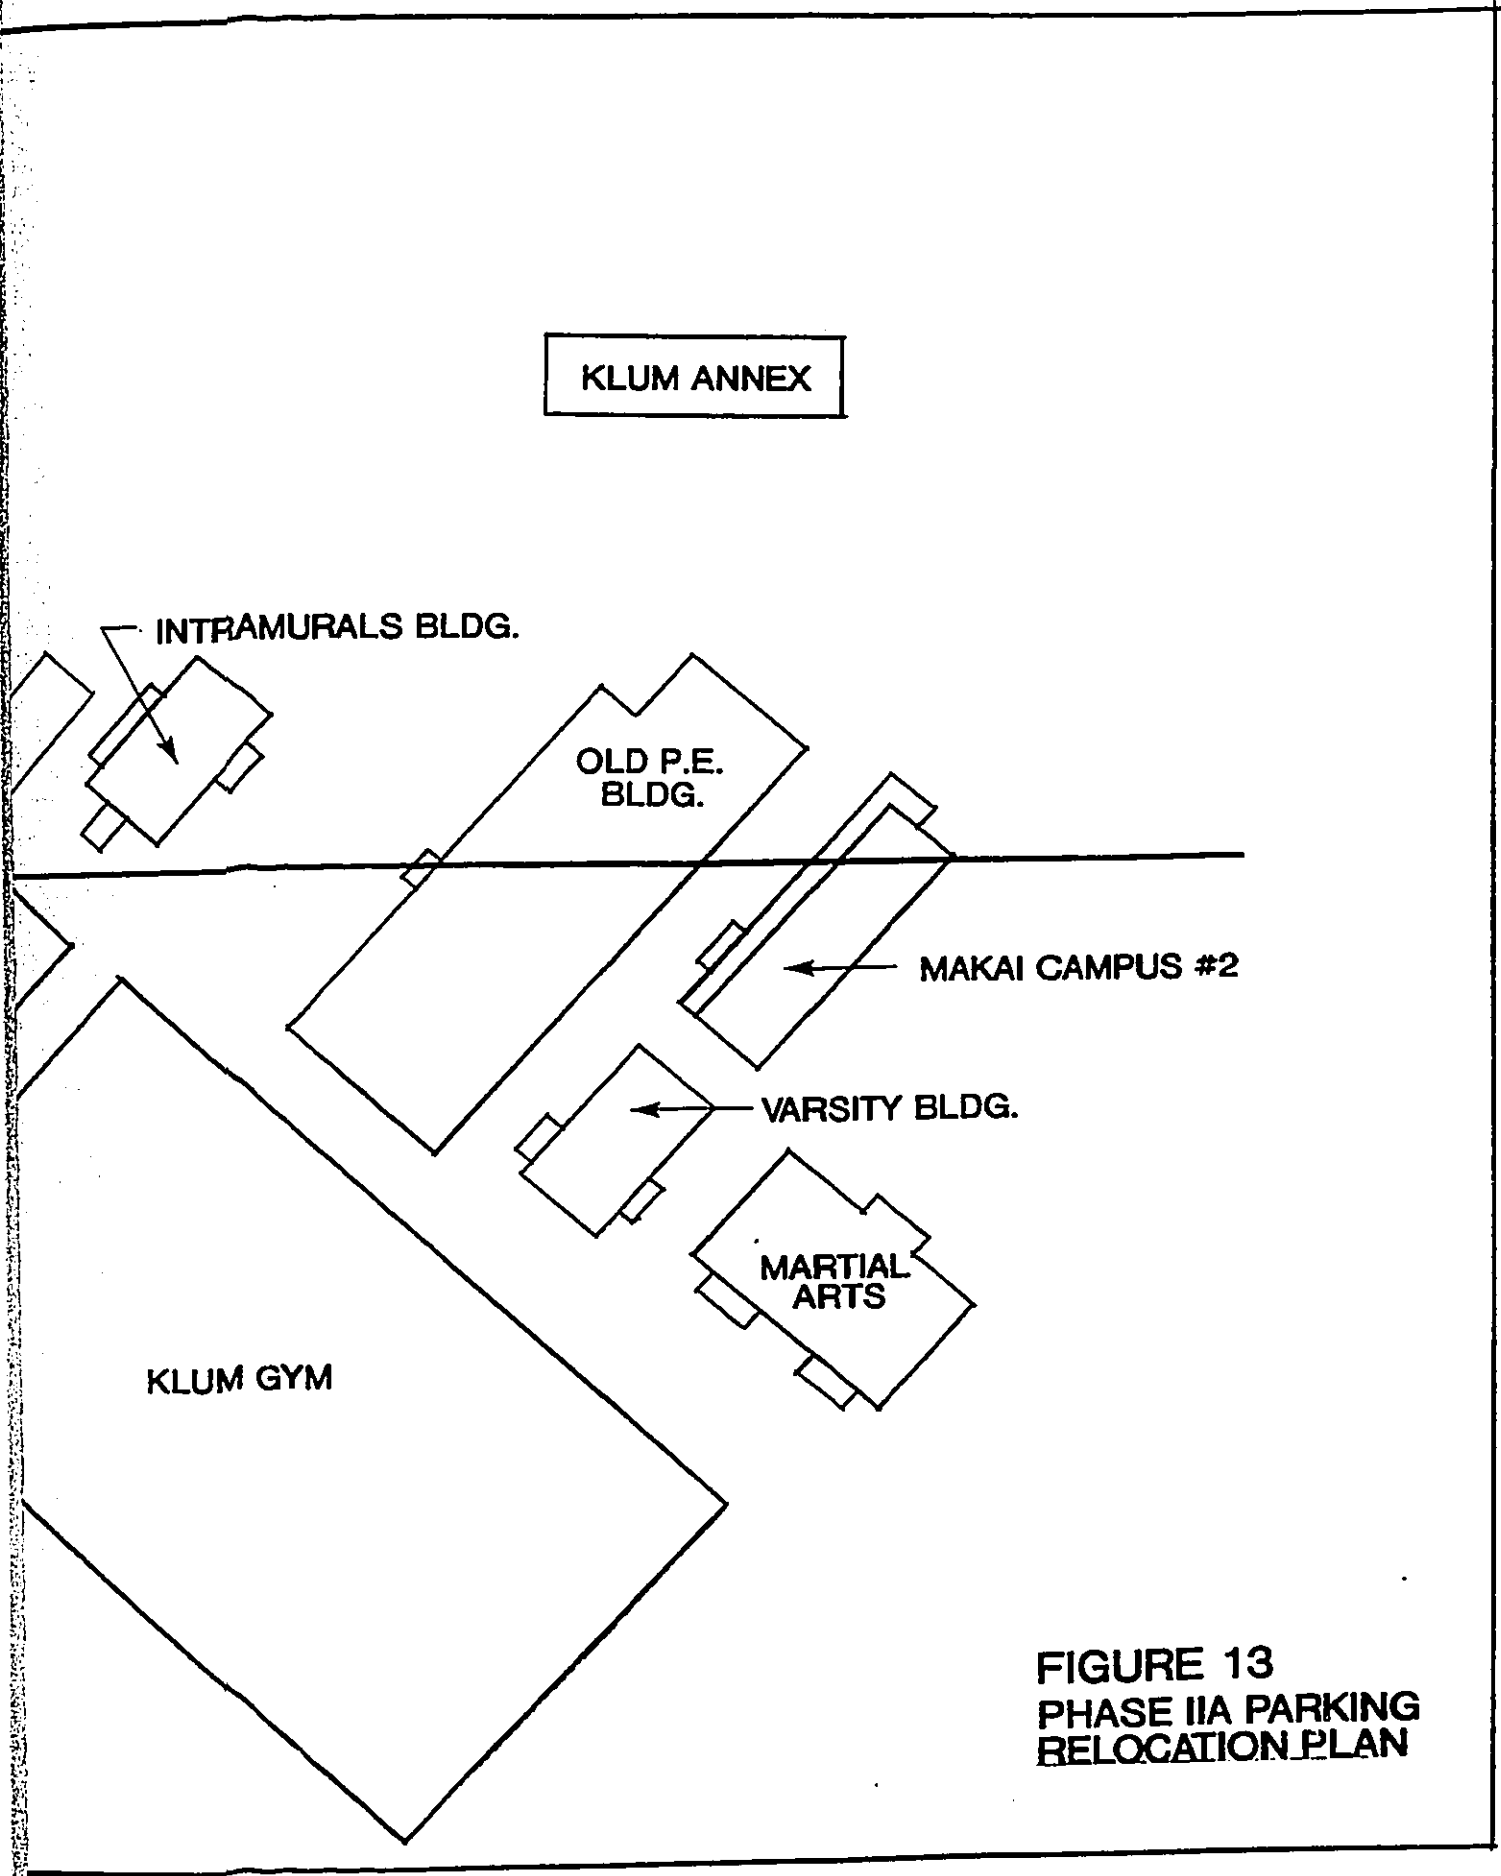 KLUM ANNEX
INTRAMURALS BLDG.
OLD P.E.
BLDG.
MAKAI CAMPUS #2
VARSITY BLDG.
MARTIAL
ARTS
KLUM GYM
FIGURE 13
PHASE IIA PARKING
RELOCATION PLAN